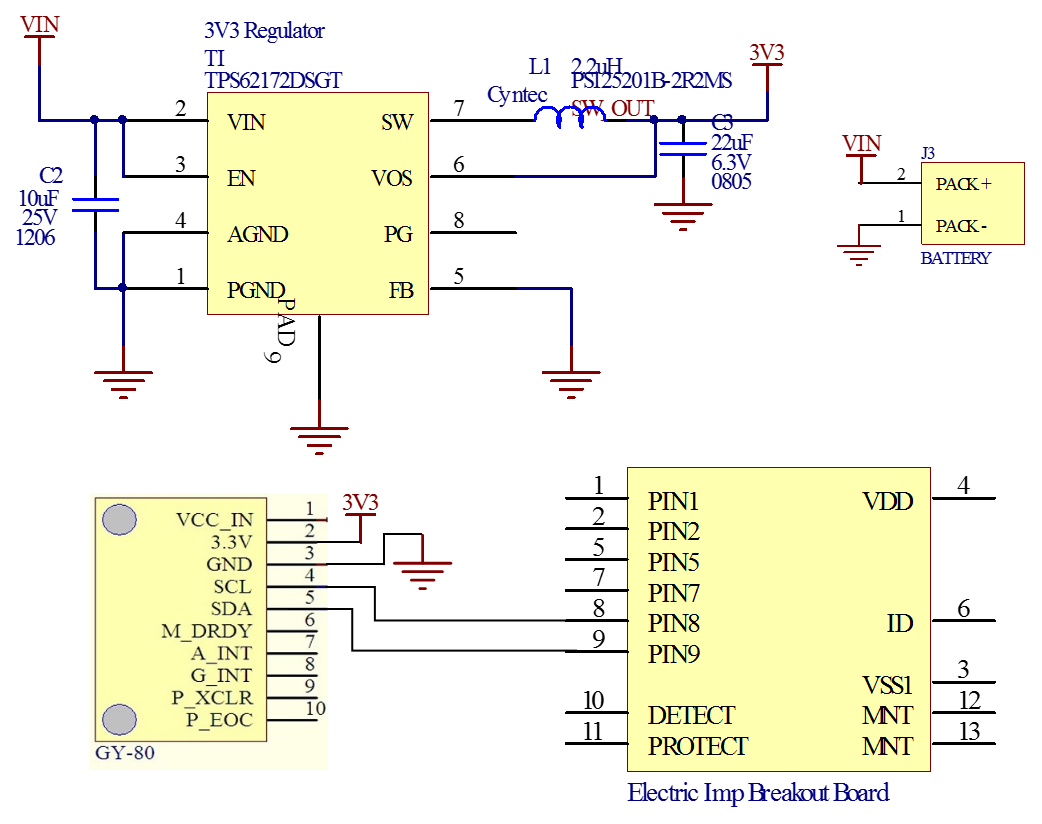 VIN
3V3 Regulator
TI
TPS62172DSGT
L1
2.2uH
PSI25201B-2R2MS
Cyntec
SW_OUT
3V3
2
VIN
SW
7
3
EN
VOS
6
4
AGND
PG
8
1
PGND
FB
5
PAD
9
C2
10uF
25V
1206
C3
22uF
6.3V
0805
VIN
J3
2
PACK+
1
PACK-
BATTERY
VCC_IN
1
3.3V
2
GND
3
SCL
4
SDA
5
M_DRDY
6
A_INT
7
G_INT
8
P_XCLR
9
P_EOC
10
GY-80
3V3
1
PIN1
2
PIN2
5
PIN5
7
PIN7
8
PIN8
9
PIN9
10
DETECT
11
PROTECT
VDD
4
ID
6
VSS1
3
MNT
12
MNT
13
Electric Imp Breakout Board